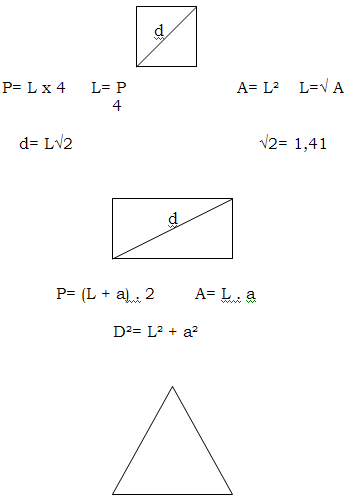 d
P= L x 4 L= P A= L² L=√ A
4
d= L√2 √2= 1,41
d
P= (L + a) . 2 A= L . a
D²= L² + a²